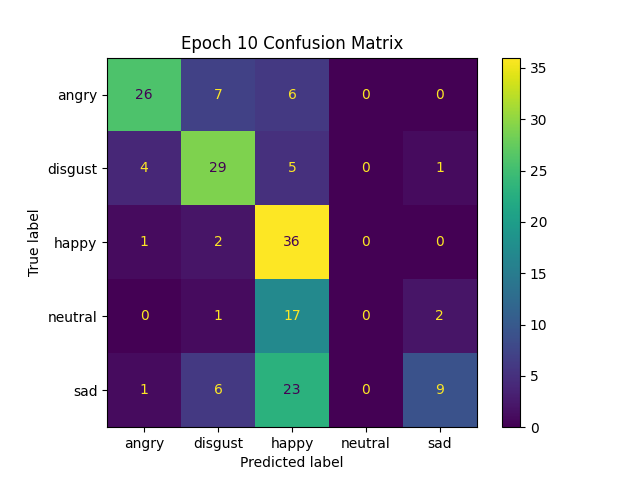 Epoch 10 Confusion Matrix
True label
angry 26 7 6 0 0
disgust 4 29 5 0 1
happy 1 2 36 0 0
neutral 0 1 17 0 2
sad 1 6 23 0 9
angry disgust happy neutral sad
Predicted label
35
30
25
20
15
10
5
0